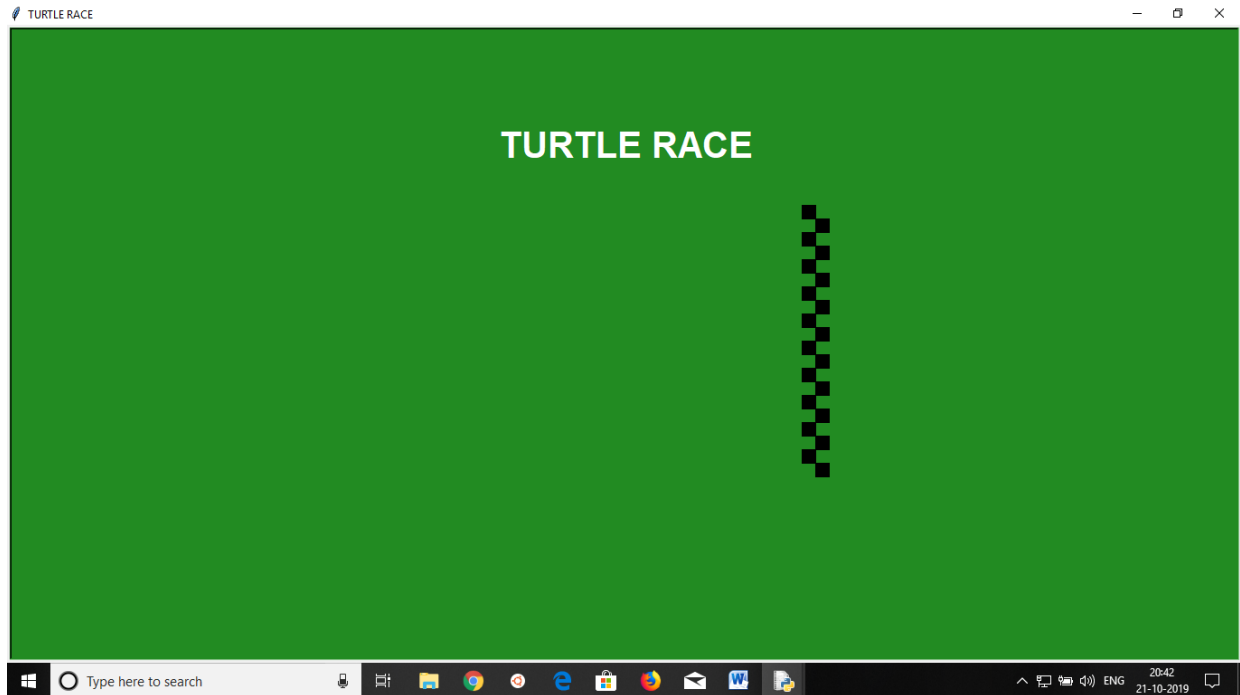 TURTLE RACE
TURTLE RACE
Type here to search
ENG
20:42
21-10-2019